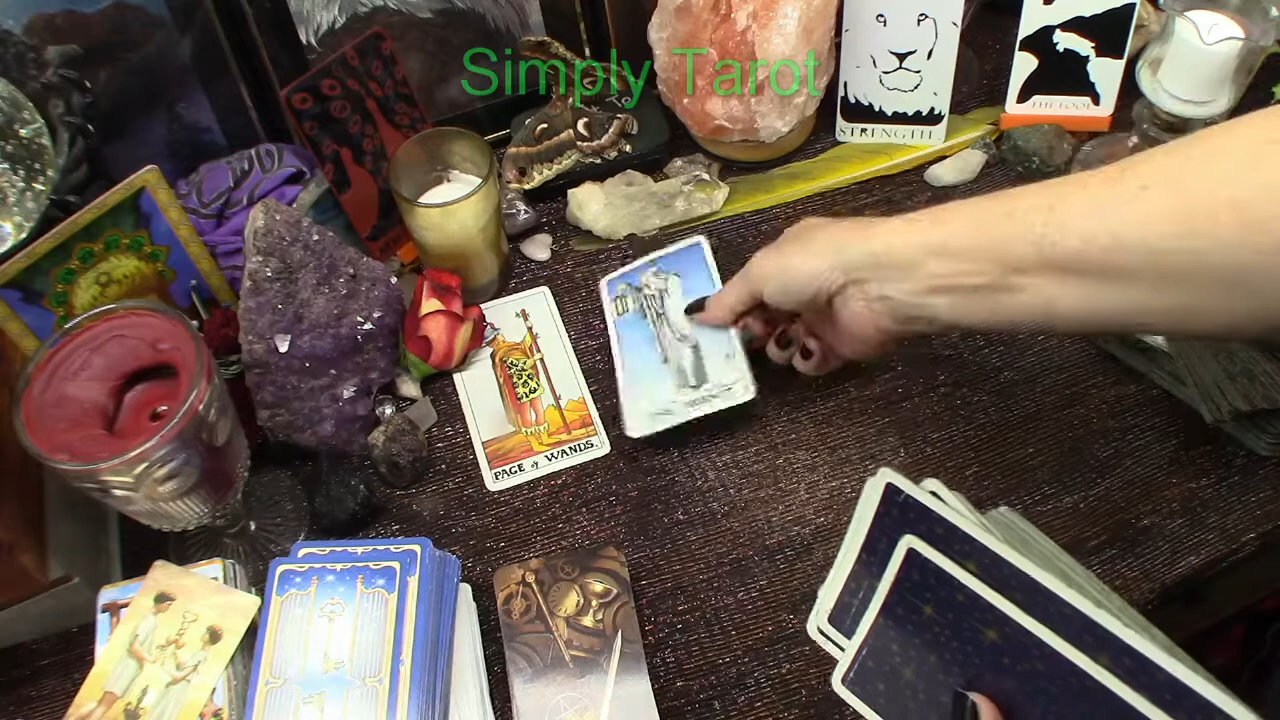 Simply Tarot
STRENGTH
THE FOOL
PAGE of WANDS.